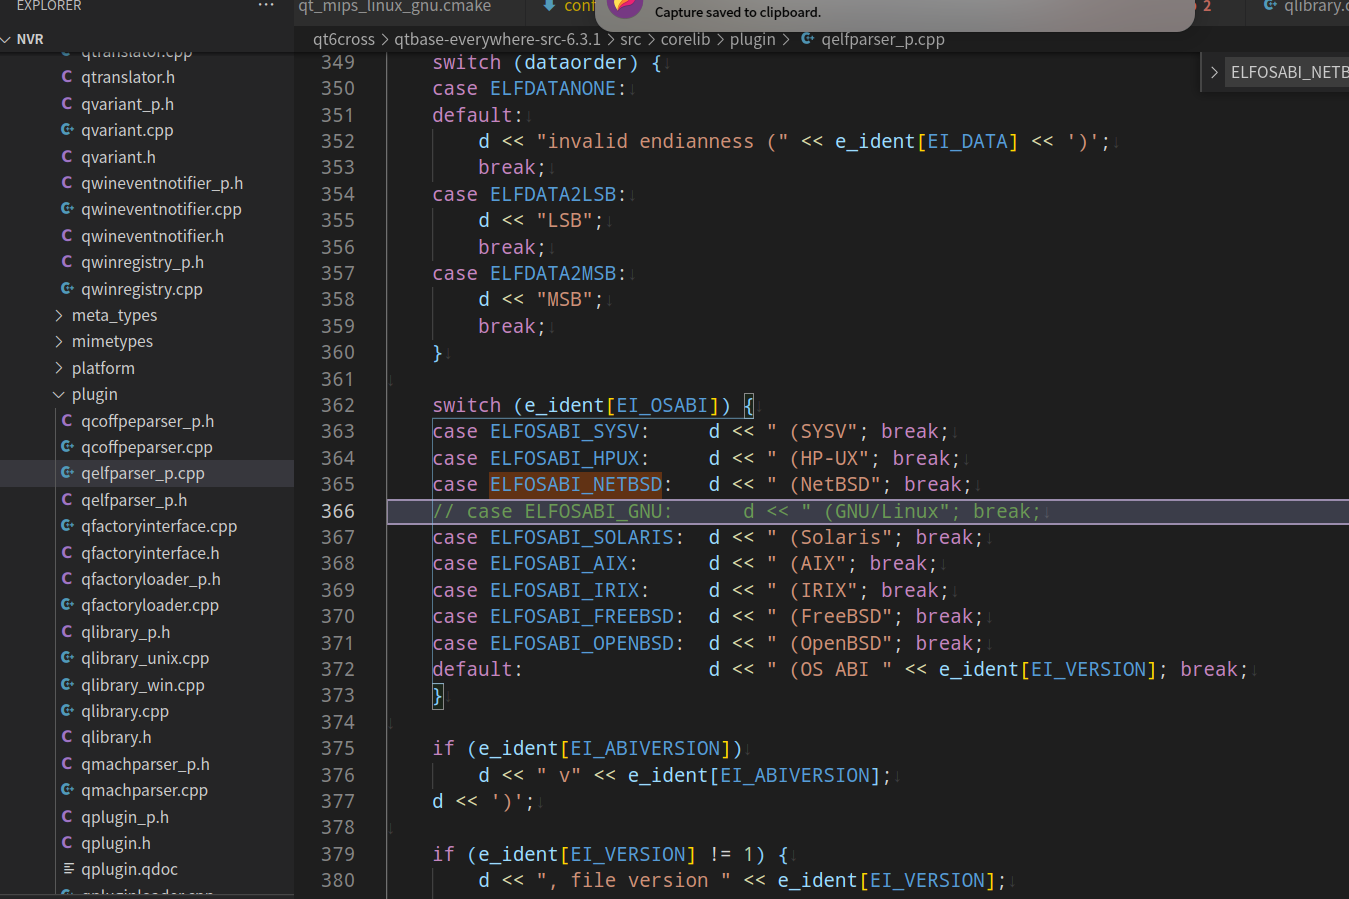 EXPLORER
···
qt_mips_linux_gnu.cmake
conf
Capture saved to clipboard.
2
qlibrary.c
NVR
qt6cross > qtbase-everywhere-src-6.3.1 > src > corelib > plugin > qelfparser_p.cpp
ELFOSABI_NETB
qtranslator.cpp
qtranslator.h
qvariant_p.h
qvariant.cpp
qvariant.h
qwineventnotifier_p.h
qwineventnotifier.cpp
qwineventnotifier.h
qwinregistry_p.h
qwinregistry.cpp
meta_types
mimetypes
platform
plugin
qcoffpeparser_p.h
qcoffpeparser.cpp
qelfparser_p.cpp
qelfparser_p.h
qfactoryinterface.cpp
qfactoryinterface.h
qfactoryloader_p.h
qfactoryloader.cpp
qlibrary_p.h
qlibrary_unix.cpp
qlibrary_win.cpp
qlibrary.cpp
qlibrary.h
qmachparser_p.h
qmachparser.cpp
qplugin_p.h
qplugin.h
qplugin.qdoc
qpluginloader.cpp
349 switch (dataorder) {
350 case ELFDATANONE:
351 default:
352 d << "invalid endianness (" << e_ident[EI_DATA] << ')';
353 break;
354 case ELFDATA2LSB:
355 d << "LSB";
356 break;
357 case ELFDATA2MSB:
358 d << "MSB";
359 break;
360 }
361
362 switch (e_ident[EI_OSABI]) {
363 case ELFOSABI_SYSV: d << " (SYSV"; break;
364 case ELFOSABI_HPUX: d << " (HP-UX"; break;
365 case ELFOSABI_NETBSD: d << " (NetBSD"; break;
366 // case ELFOSABI_GNU: d << " (GNU/Linux"; break;
367 case ELFOSABI_SOLARIS: d << " (Solaris"; break;
368 case ELFOSABI_AIX: d << " (AIX"; break;
369 case ELFOSABI_IRIX: d << " (IRIX"; break;
370 case ELFOSABI_FREEBSD: d << " (FreeBSD"; break;
371 case ELFOSABI_OPENBSD: d << " (OpenBSD"; break;
372 default: d << " (OS ABI " << e_ident[EI_VERSION]; break;
373 }
374
375 if (e_ident[EI_ABIVERSION])
376 d << " v" << e_ident[EI_ABIVERSION];
377 d << ')';
378
379 if (e_ident[EI_VERSION] != 1) {
380 d << ", file version " << e_ident[EI_VERSION];